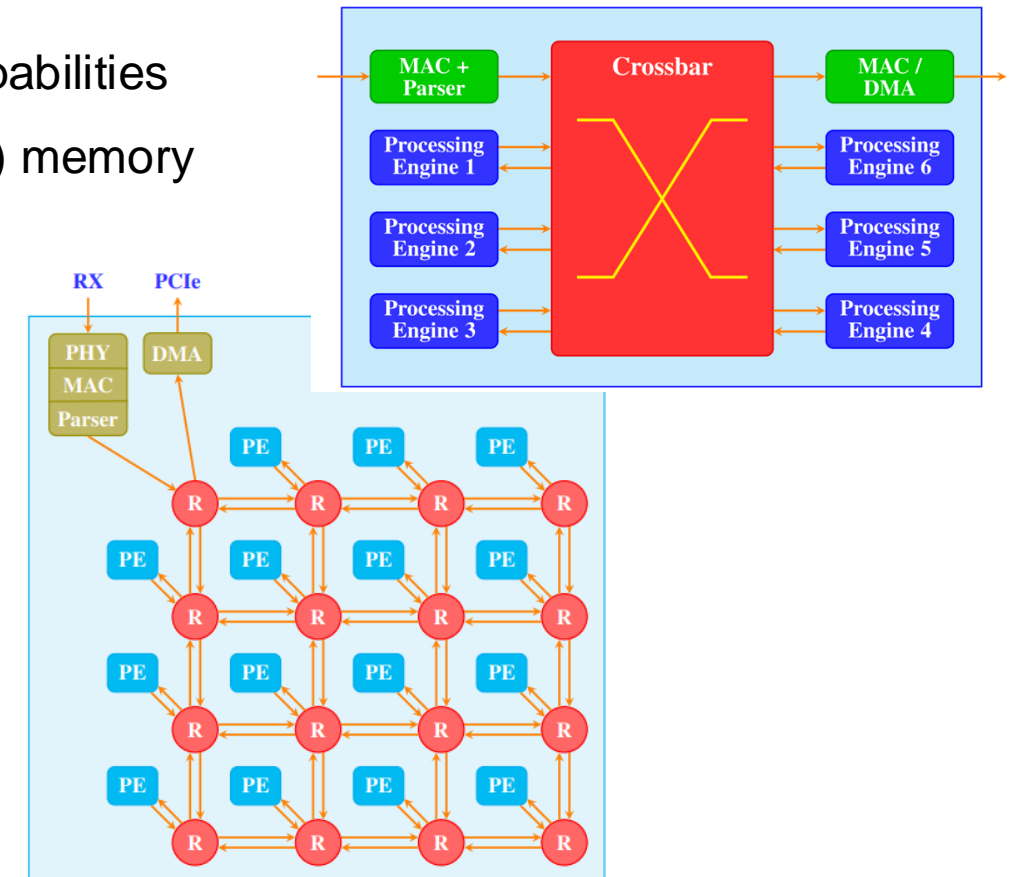 pabilities
) memory
MAC +
Parser
Crossbar
MAC /
DMA
Processing
Engine 1
Processing
Engine 6
Processing
Engine 2
Processing
Engine 5
Processing
Engine 3
Processing
Engine 4
RX PCIe
PHY DMA
MAC
Parser
PE PE PE
R R R R
PE PE PE PE
R R R R
PE PE PE PE
R R R R
PE PE PE PE
R R R R